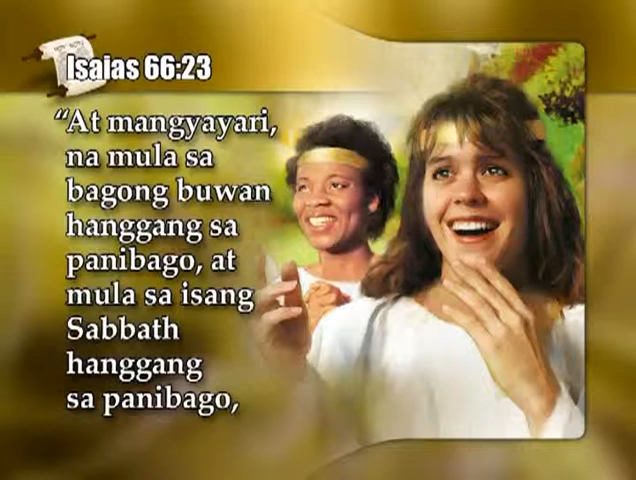 Isaias 66:23
“At mangyayari,
na mula sa
bagong buwan
hanggang sa
panibago, at
mula sa isang
Sabbath
hanggang
sa panibago,